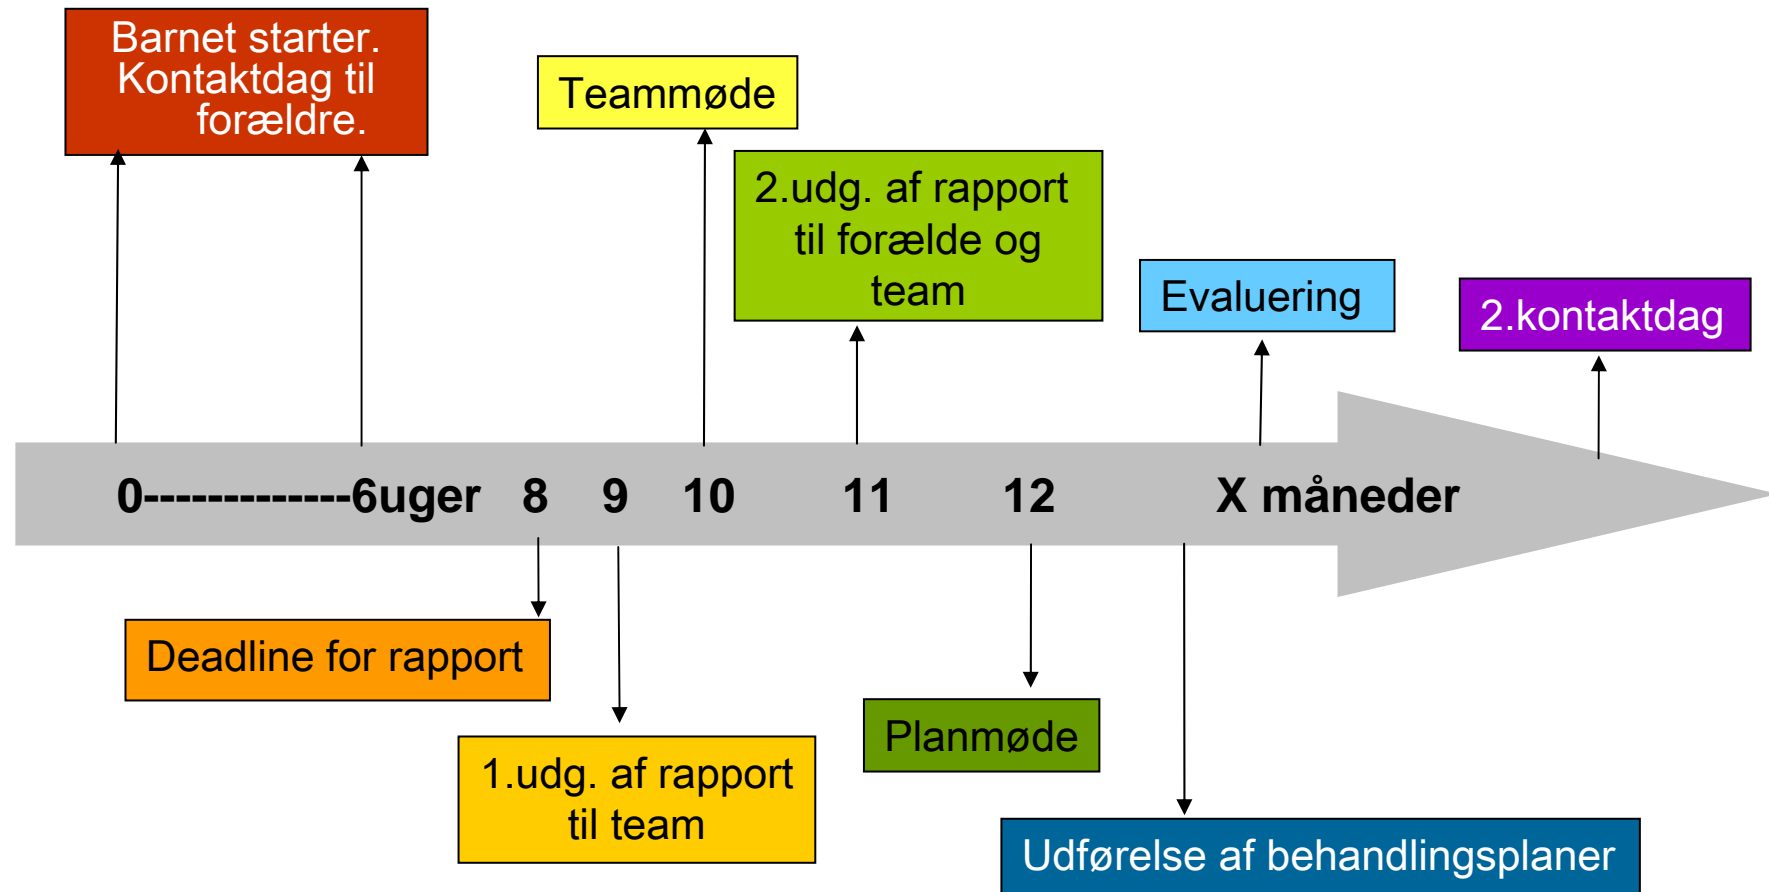 Barnet starter.
Kontaktdag til
forældre.
Teammøde
2.udg. af rapport
til forælde og
team
Evaluering
2.kontaktdag
0-------------6uger 8 9 10 11 12 X måneder
Deadline for rapport
1.udg. af rapport
til team
Planmøde
Udførelse af behandlingsplaner